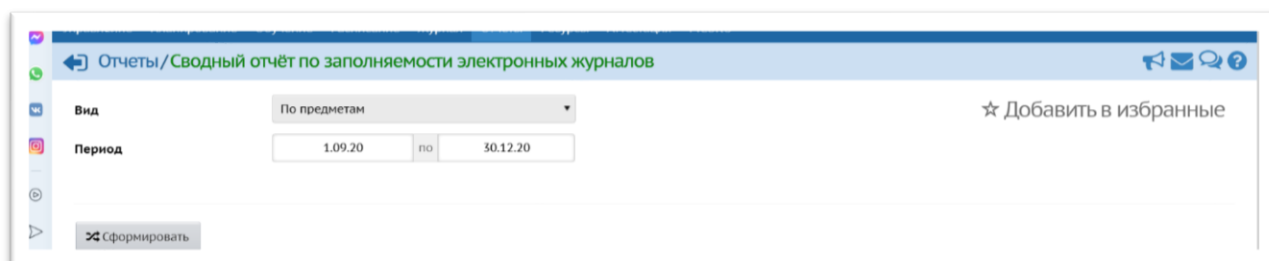 Отчеты/Сводный отчёт по заполняемости электронных журналов
Вид
По предметам
☆ Добавить в избранные
Период
1.09.20 по 30.12.20
Сформировать